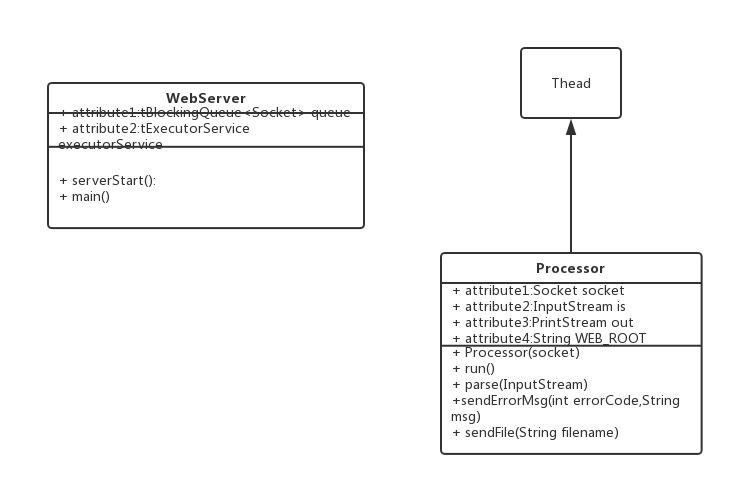 WebServer
+ attribute1:tBlockingQueue<Socket> queue
+ attribute2:tExecutorService
executorService
+ serverStart():
+ main()
Thead
Processor
+ attribute1:Socket socket
+ attribute2:InputStream is
+ attribute3:PrintStream out
+ attribute4:String WEB_ROOT
+ Processor(socket)
+ run()
+ parse(InputStream)
+sendErrorMsg(int errorCode,String
msg)
+ sendFile(String filename)